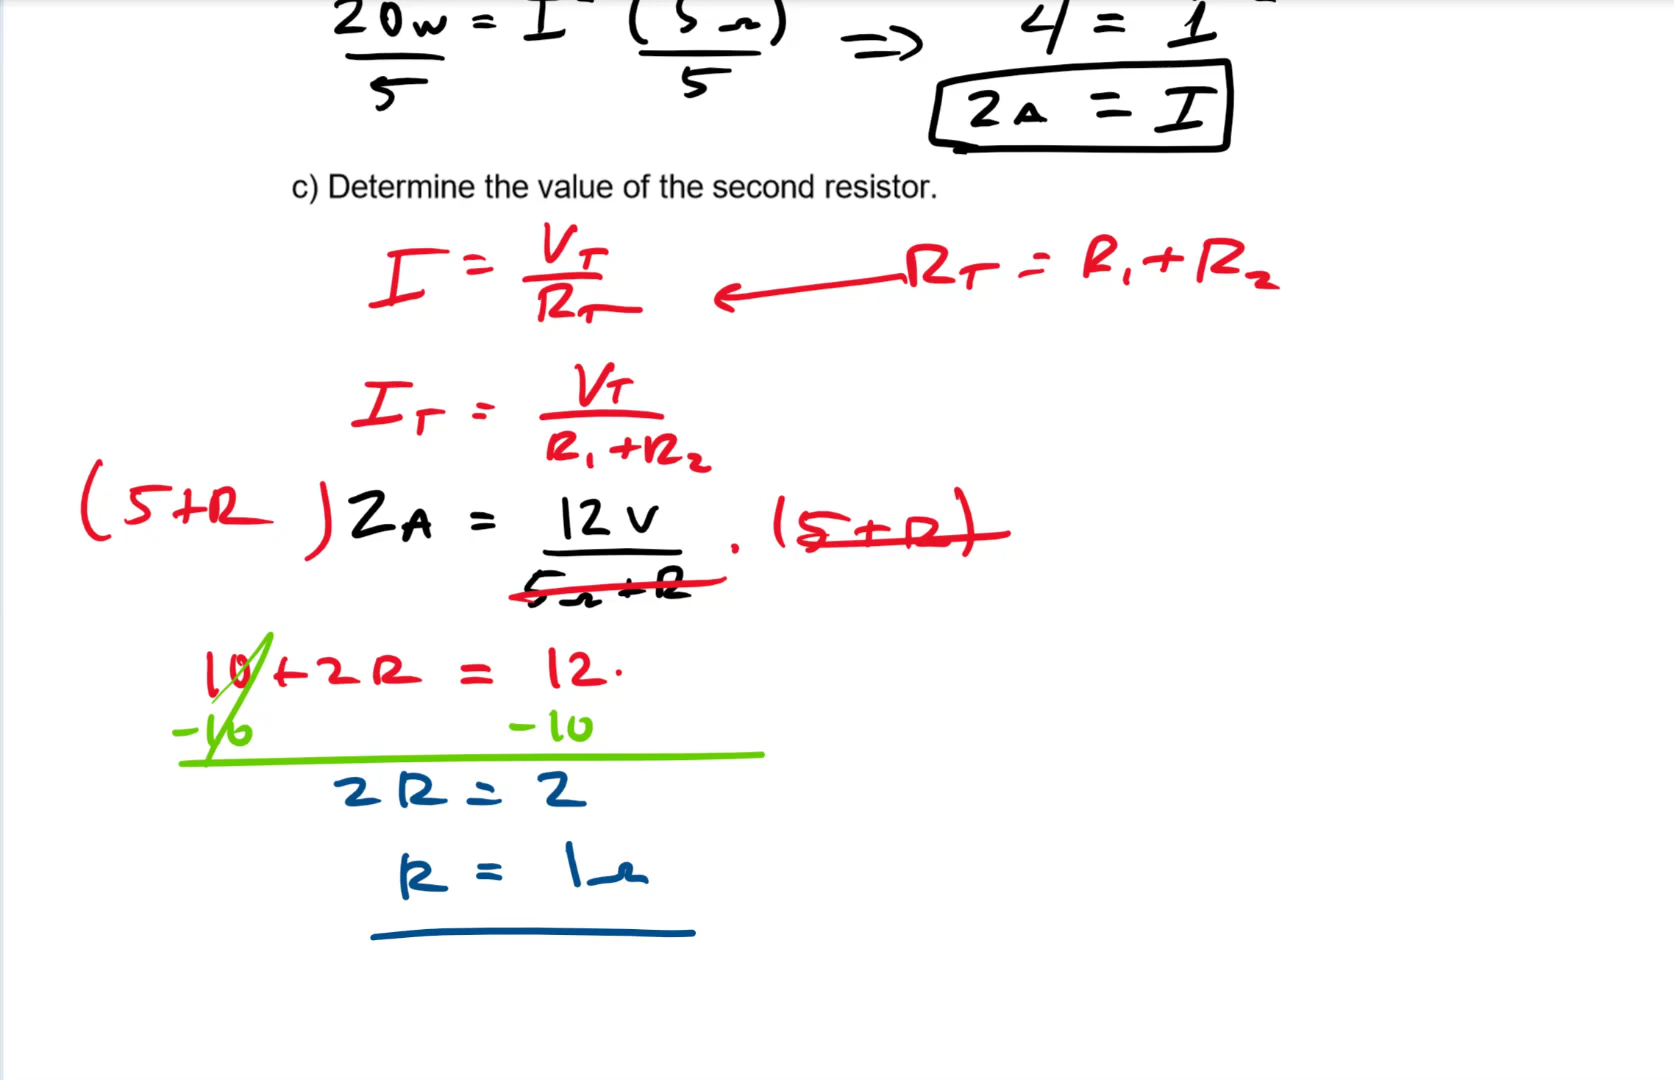 20W = I² (5Ω) => 4 = I²
5 5
2A = I
c) Determine the value of the second resistor.
I = VT / RT ← RT = R1 + R2
IT = VT / R1 + R2
(5+R) 2A = 12V / 5Ω + R · (5+R)
10 + 2R = 12.
-10 -10
2R = 2
R = 1Ω